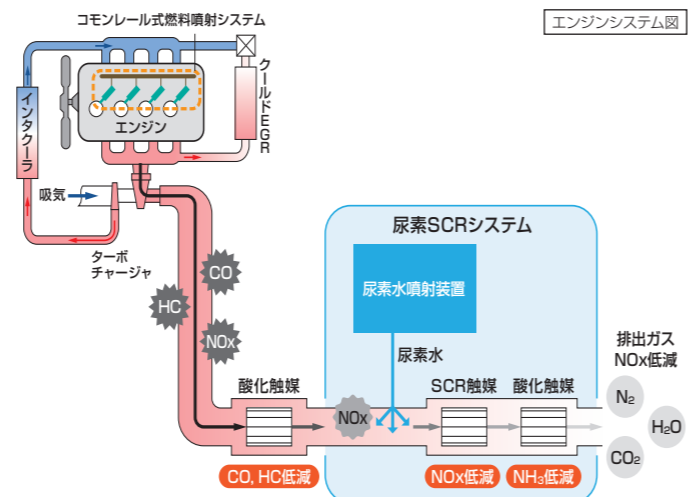 コモンレール式燃料噴射システム
エンジンシステム図
インタクーラ
エンジン
クールドEGR
吸気
ターボ
チャージャ
CO
HC
NOx
尿素SCRシステム
尿素水噴射装置
尿素水
排出ガス
NOx低減
酸化触媒
NOx
SCR触媒
酸化触媒
N₂
H₂O
CO₂
CO, HC低減
NOx低減
NH₃低減